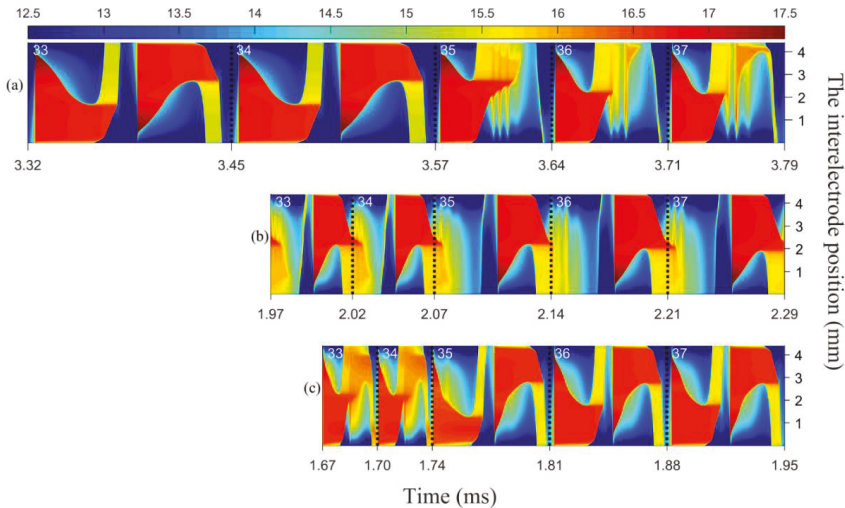 12.5 13 13.5 14 14.5 15 15.5 16 16.5 17 17.5
(a) 33 34 35 36 37
4
3
2
1
3.32 3.45 3.57 3.64 3.71 3.79
(b) 33 34 35 36 37
4
3
2
1
1.97 2.02 2.07 2.14 2.21 2.29
(c) 33 34 35 36 37
4
3
2
1
1.67 1.70 1.74 1.81 1.88 1.95
Time (ms)
The interelectrode position (mm)